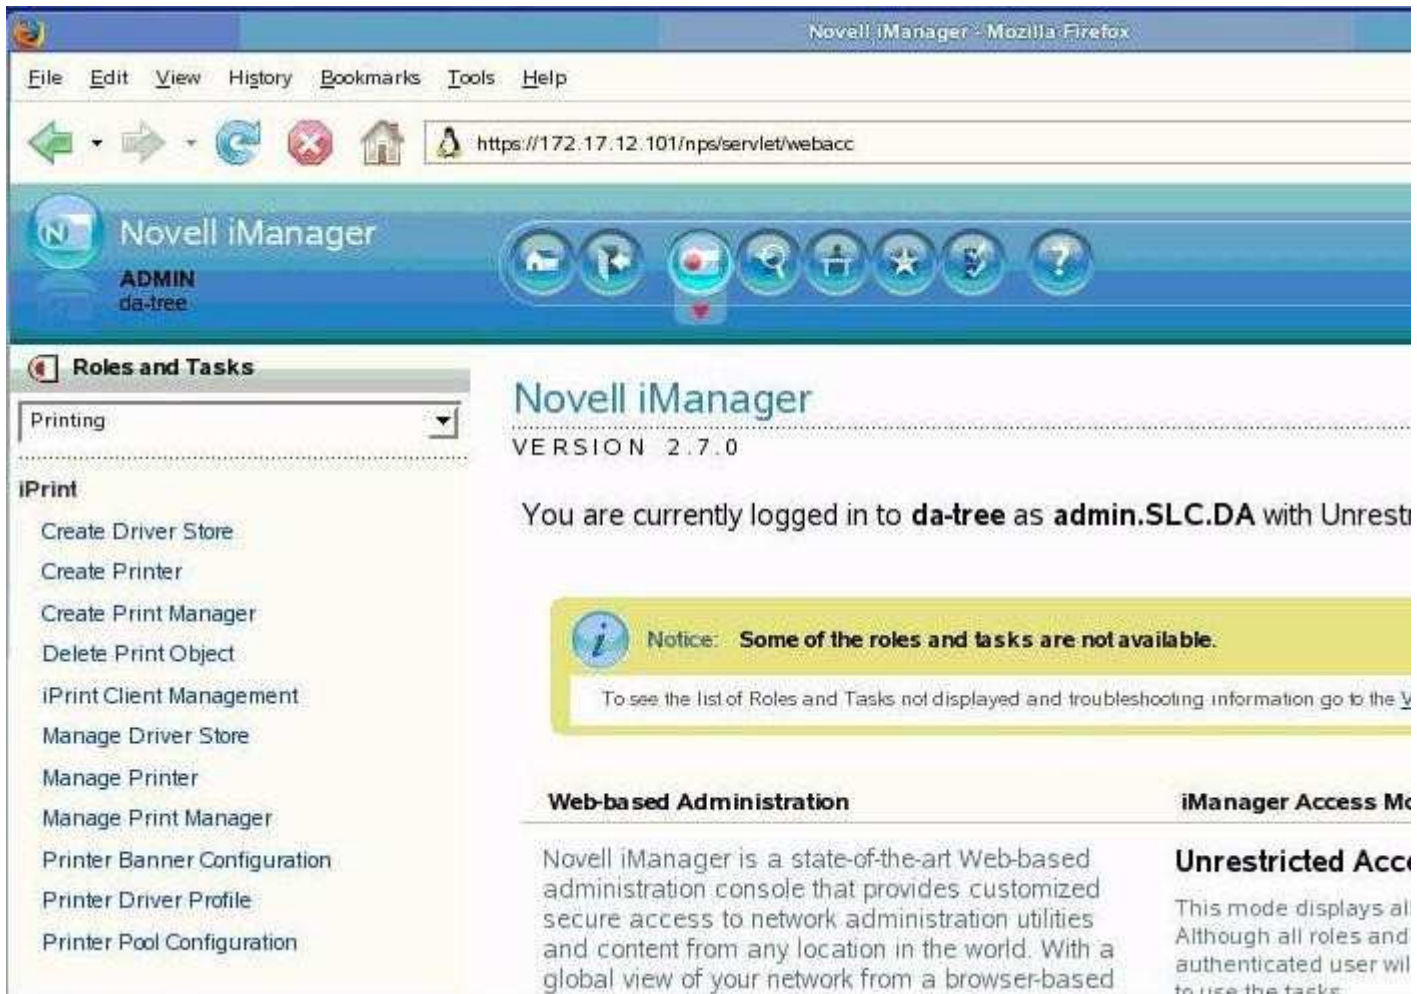 Novell iManager - Mozilla Firefox
File Edit View History Bookmarks Tools Help
https://172.17.12.101/nps/servlet/webacc
N
Novell iManager
ADMIN
da-tree
?
Roles and Tasks
Printing
iPrint
Create Driver Store
Create Printer
Create Print Manager
Delete Print Object
iPrint Client Management
Manage Driver Store
Manage Printer
Manage Print Manager
Printer Banner Configuration
Printer Driver Profile
Printer Pool Configuration
Novell iManager
VERSION 2.7.0
You are currently logged in to da-tree as admin.SLC.DA with Unrestr
i
Notice: Some of the roles and tasks are not available.
To see the list of Roles and Tasks not displayed and troubleshooting information go to the V
Web-based Administration
Novell iManager is a state-of-the-art Web-based
administration console that provides customized
secure access to network administration utilities
and content from any location in the world. With a
global view of your network from a browser-based
iManager Access Mo
Unrestricted Acce
This mode displays all
Although all roles and
authenticated user wil
to use the tasks